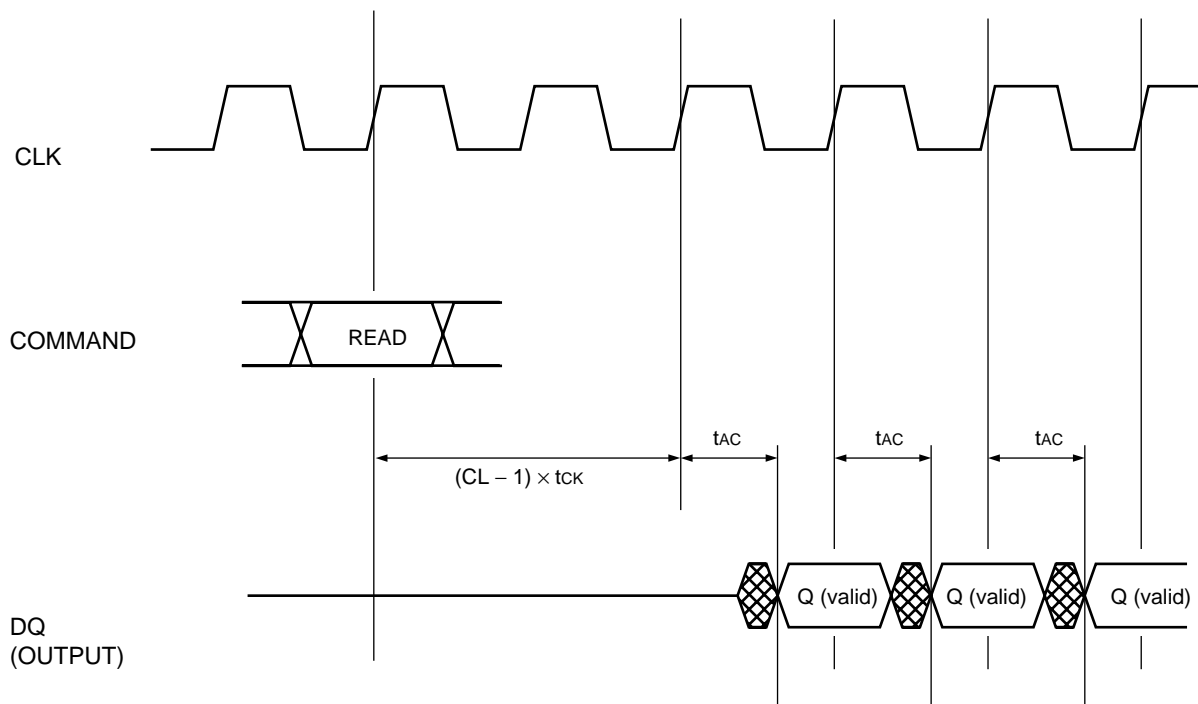 CLK
COMMAND
READ
tAC
tAC
tAC
(CL – 1) × tCK
Q (valid)
Q (valid)
Q (valid)
DQ
(OUTPUT)